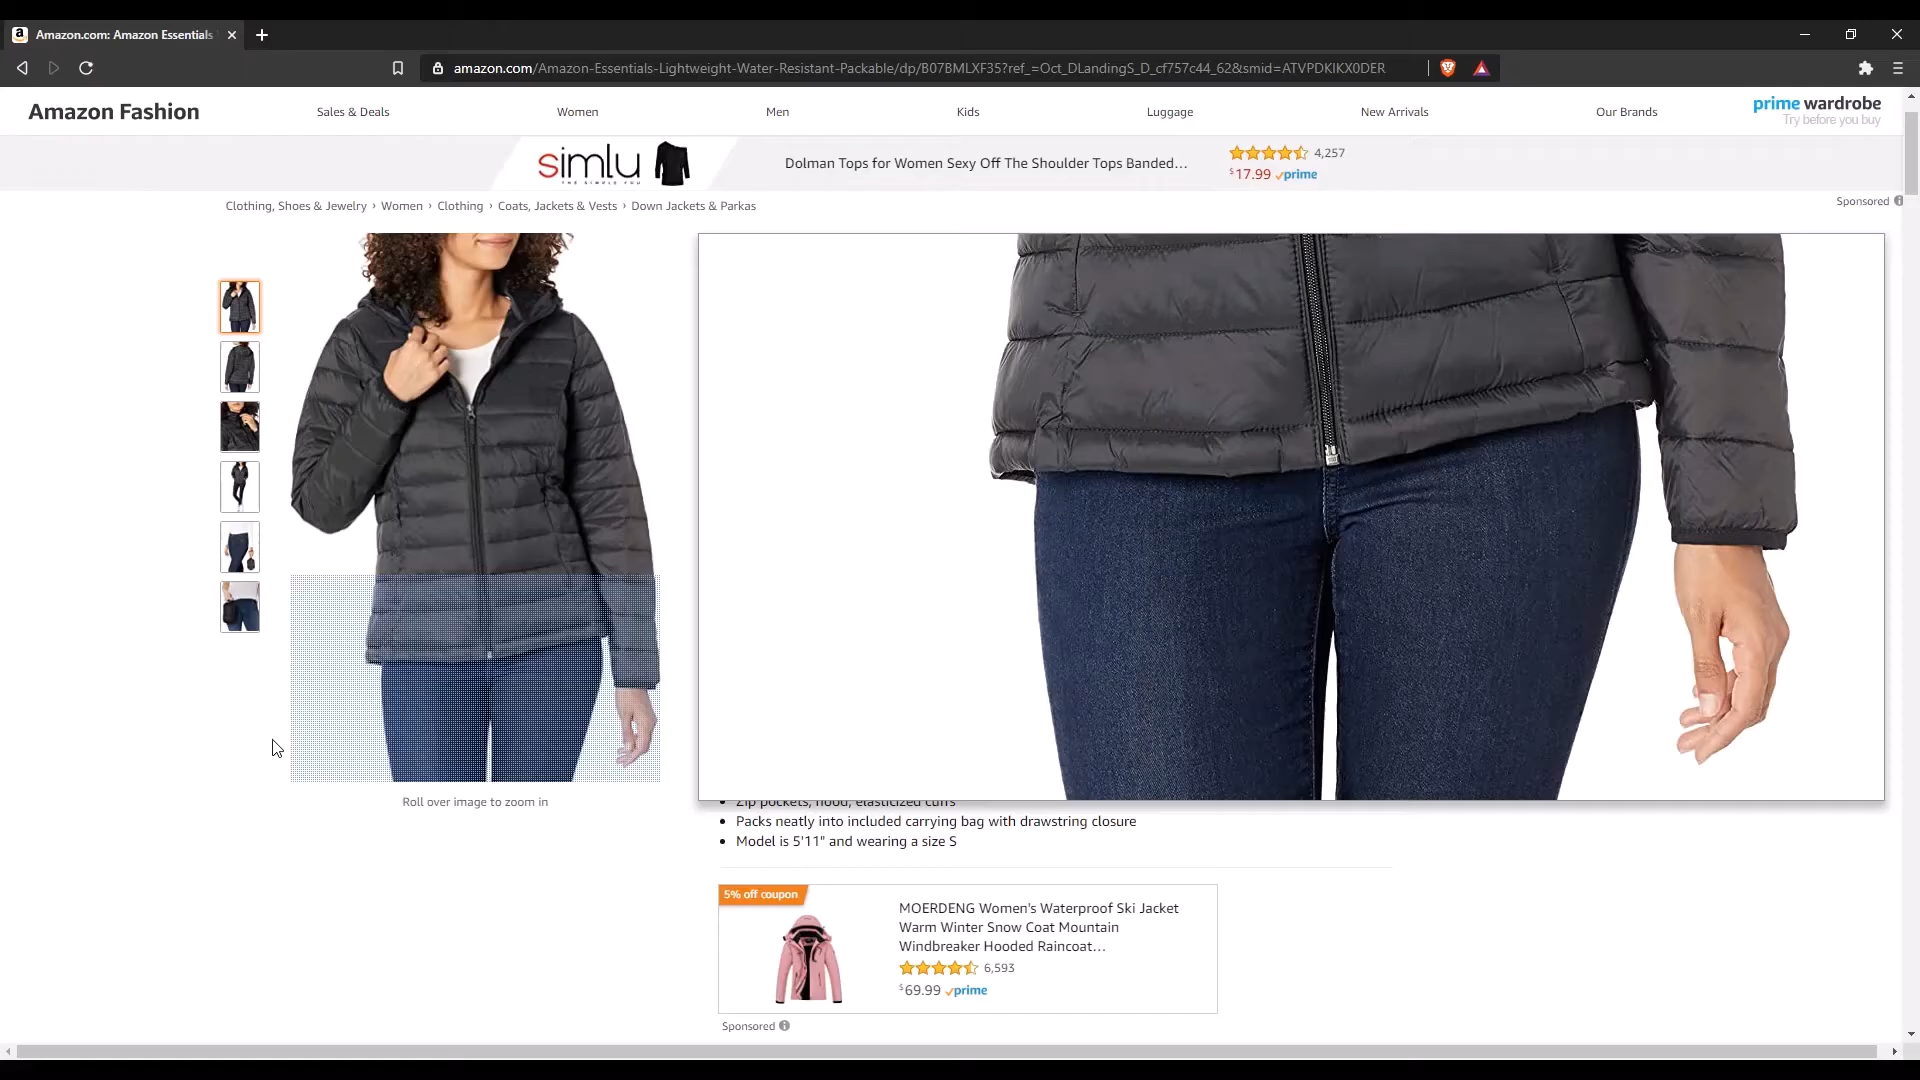 Amazon.com: Amazon Essentials
amazon.com/Amazon-Essentials-Lightweight-Water-Resistant-Packable/dp/B07BMLXF35?ref_=Oct_DLandingS_D_cf757c44_62&smid=ATVPDKIKX0DER
Amazon Fashion
Sales & Deals
Women
Men
Kids
Luggage
New Arrivals
Our Brands
prime wardrobe
Try before you buy
simlu
THE SIMPLE YOU
Dolman Tops for Women Sexy Off The Shoulder Tops Banded...
4,257
$17.99 prime
Sponsored
Clothing, Shoes & Jewelry › Women › Clothing › Coats, Jackets & Vests › Down Jackets & Parkas
Roll over image to zoom in
Zip pockets, hood, elasticized cuffs
Packs neatly into included carrying bag with drawstring closure
Model is 5'11" and wearing a size S
5% off coupon
MOERDENG Women's Waterproof Ski Jacket
Warm Winter Snow Coat Mountain
Windbreaker Hooded Raincoat...
6,593
$69.99 prime
Sponsored